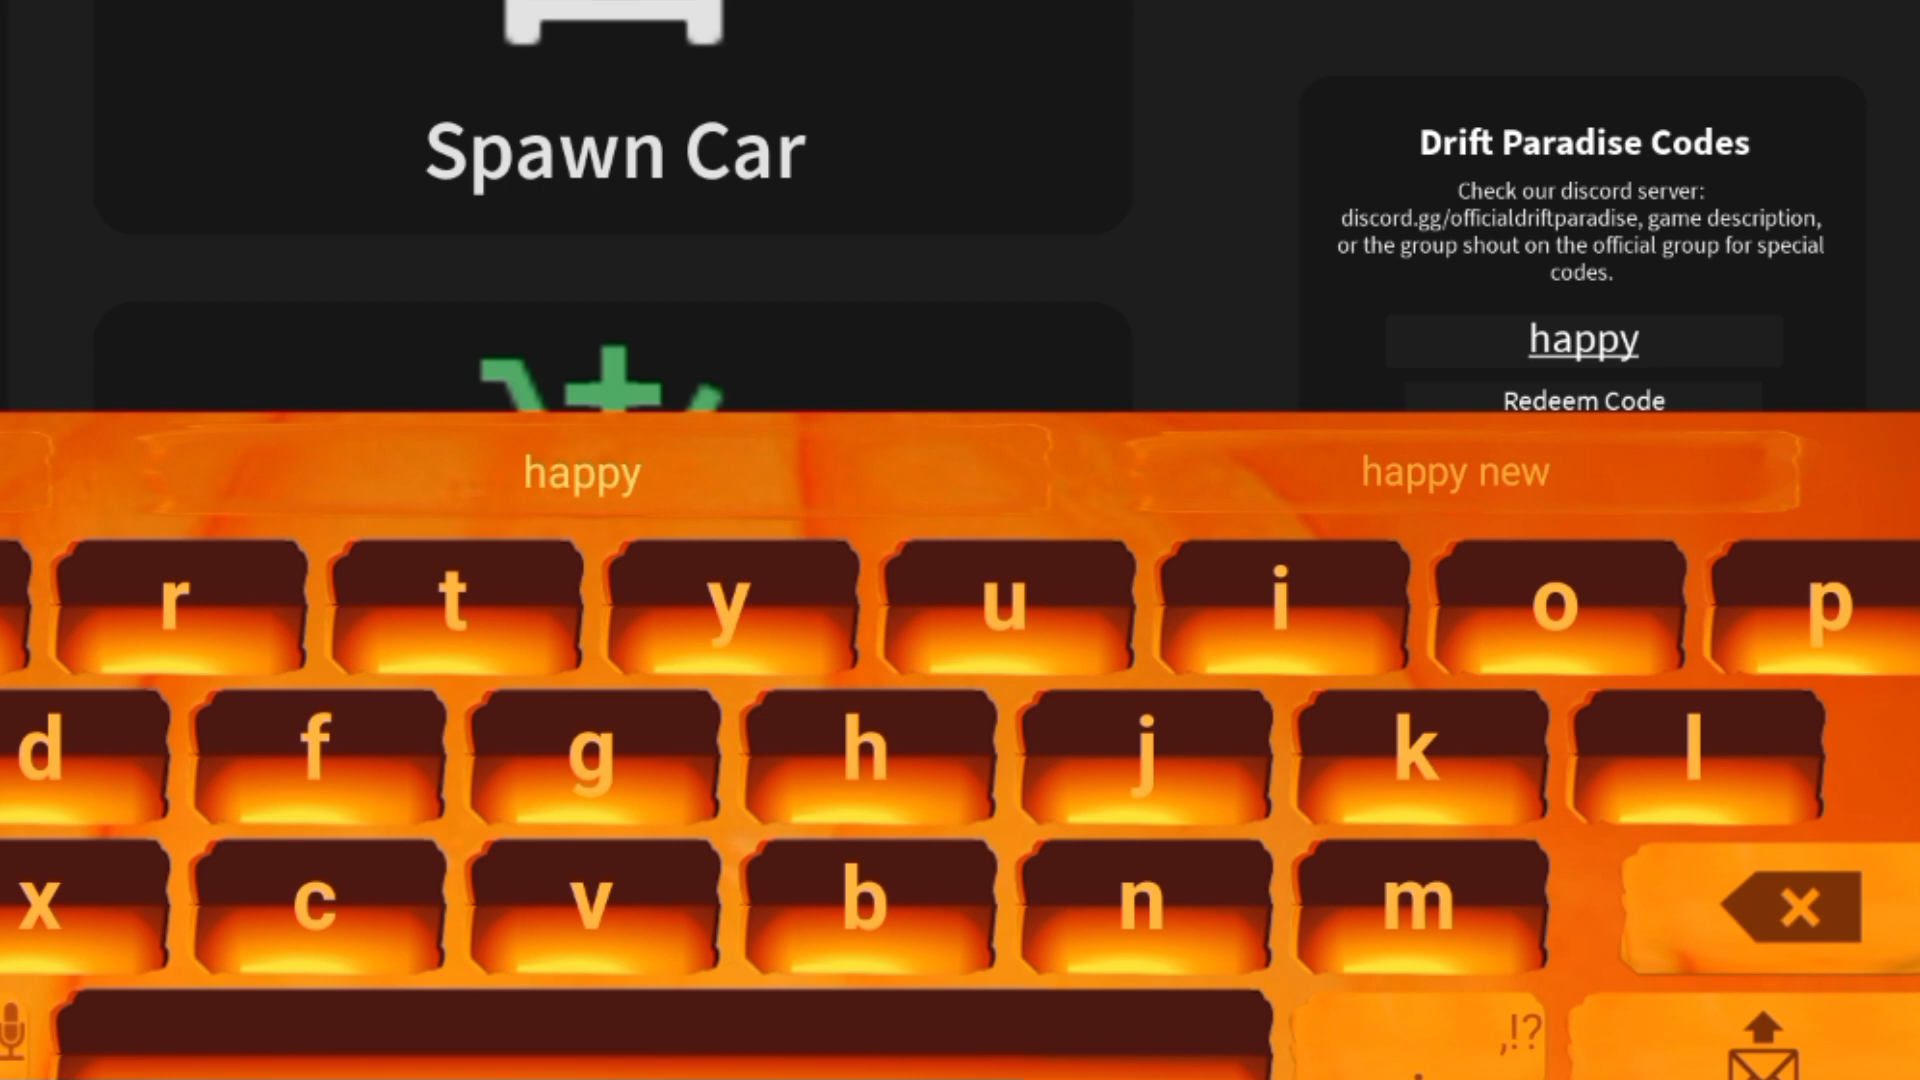 Spawn Car
Drift Paradise Codes
Check our discord server:
discord.gg/officialdriftparadise, game description,
or the group shout on the official group for special
codes.
happy
Redeem Code
happy
happy new
r t y u i o p
d f g h j k l
x c v b n m
,!?